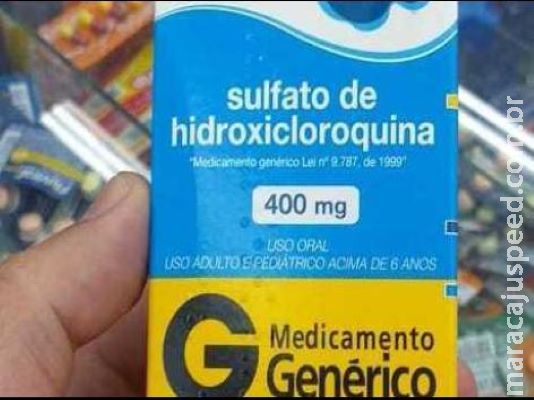 sulfato de
hidroxicloroquina
"Medicamento genérico Lei nº 9.787, de 1999"
400 mg
USO ORAL
USO ADULTO E PEDIÁTRICO ACIMA DE 6 ANOS
G Medicamento
Genérico
maracajuspeed.com.br